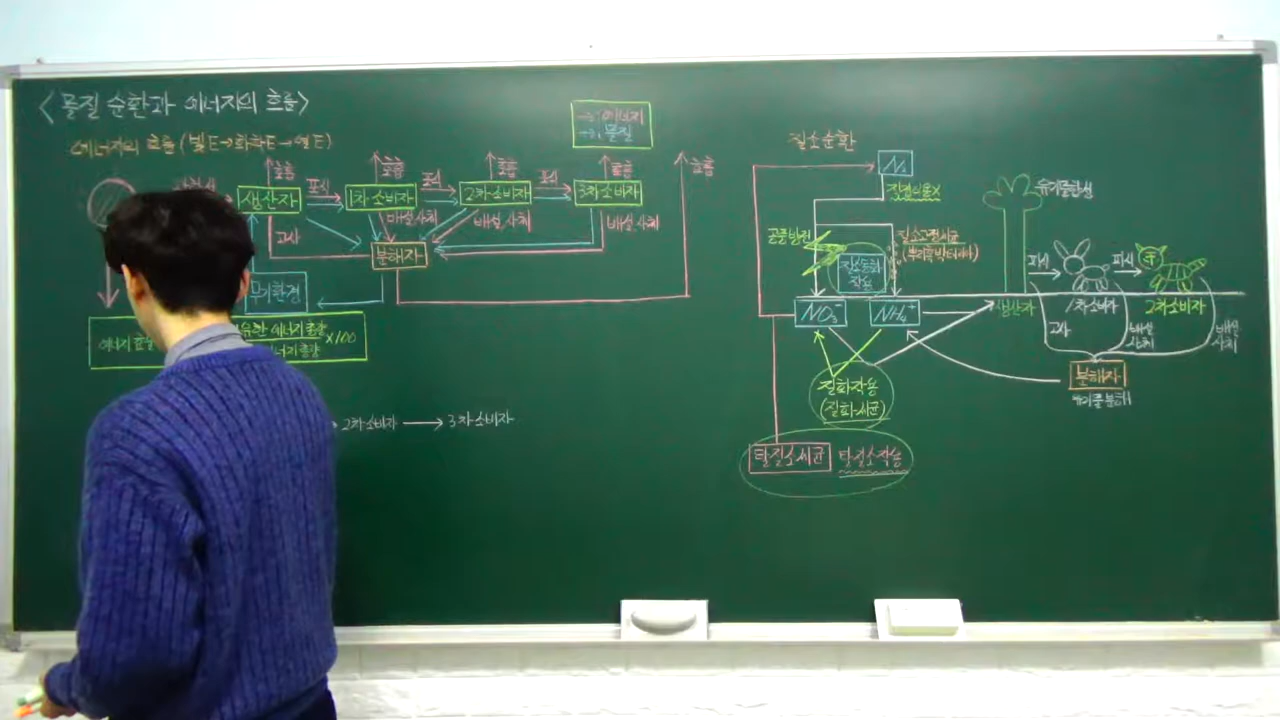 <물질 순환과 에너지의 흐름>
에너지의 흐름 (빛E→화학E→열E)
→: 에너지
→: 물질
호흡
호흡
호흡
호흡
호흡
생산자
포식
1차 소비자
포식
2차 소비자
포식
3차 소비자
고사
배설, 사체
배설, 사체
배설, 사체
분해자
무기환경
에너지 효율
×100
2차 소비자 → 3차 소비자
질소순환
N₂
직접이용X
공중방전
질소고정세균
(뿌리혹박테리아)
질소동화
작용
NO₃⁻
NH₄⁺
질화작용
(질화세균)
탈질소세균
탈질소작용
유기물합성
생산자
포식
1차 소비자
포식
2차 소비자
고사
배설
사체
배설
사체
분해자
유기물 분해